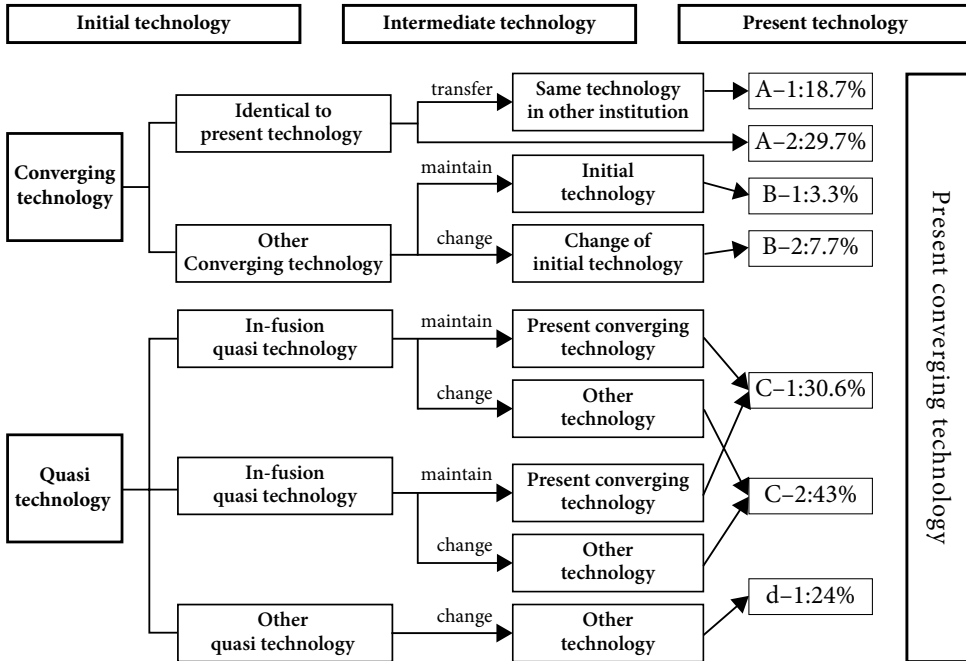 Initial technology
Intermediate technology
Present technology
Converging
technology
Identical to
present technology
transfer
Same technology
in other institution
A–1:18.7%
A–2:29.7%
Other
Converging technology
maintain
Initial
technology
B–1:3.3%
change
Change of
initial technology
B–2:7.7%
Quasi
technology
In-fusion
quasi technology
maintain
Present converging
technology
change
Other
technology
C–1:30.6%
In-fusion
quasi technology
maintain
Present converging
technology
change
Other
technology
C–2:43%
Other
quasi technology
change
Other
technology
d–1:24%
Present converging technology